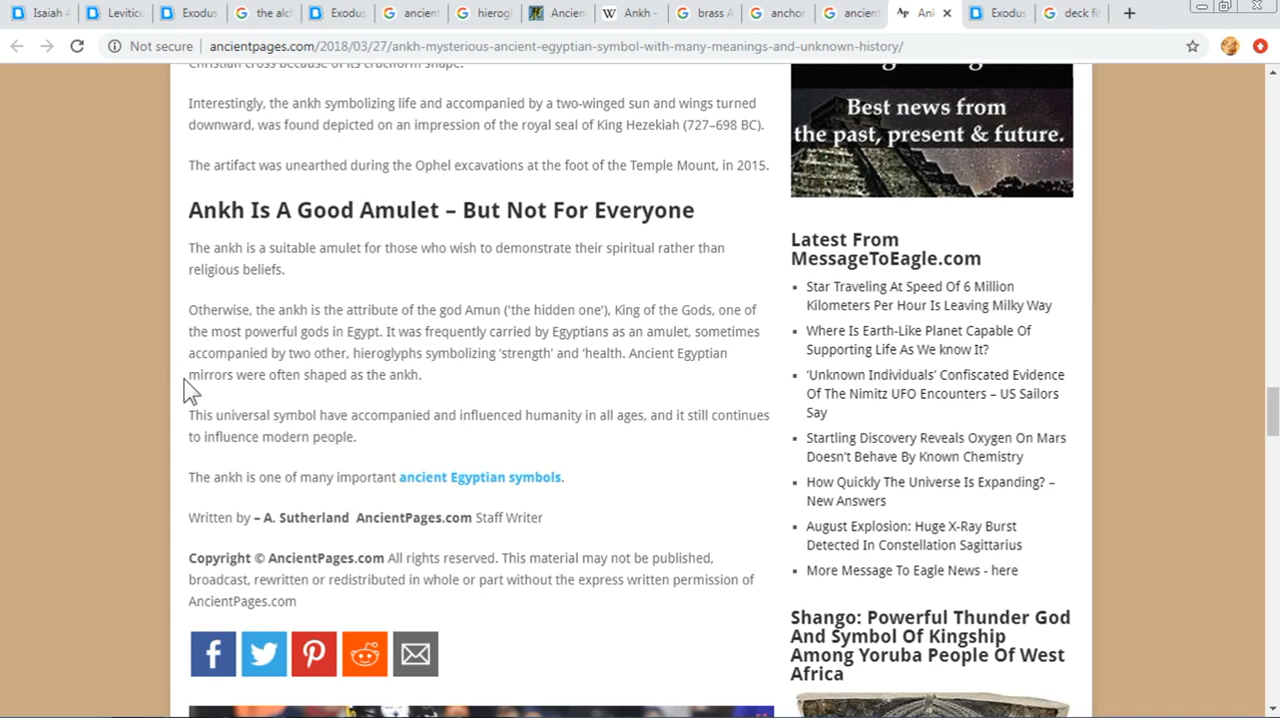 Isaiah 4
Leviti
Exodus
the alc
Exodus
ancient
hierog
Ancien
Ankh -
brass A
anchor
ancient
Ank
Exodus
deck fi
Not secure
ancientpages.com/2018/03/27/ankh-mysterious-ancient-egyptian-symbol-with-many-meanings-and-unknown-history/
Christian cross because of its cruciform shape.
Interestingly, the ankh symbolizing life and accompanied by a two-winged sun and wings turned
downward, was found depicted on an impression of the royal seal of King Hezekiah (727–698 BC).
The artifact was unearthed during the Ophel excavations at the foot of the Temple Mount, in 2015.
Ankh Is A Good Amulet – But Not For Everyone
The ankh is a suitable amulet for those who wish to demonstrate their spiritual rather than
religious beliefs.
Otherwise, the ankh is the attribute of the god Amun ('the hidden one'), King of the Gods, one of
the most powerful gods in Egypt. It was frequently carried by Egyptians as an amulet, sometimes
accompanied by two other, hieroglyphs symbolizing ‘strength’ and ‘health. Ancient Egyptian
mirrors were often shaped as the ankh.
This universal symbol have accompanied and influenced humanity in all ages, and it still continues
to influence modern people.
The ankh is one of many important ancient Egyptian symbols.
Written by – A. Sutherland AncientPages.com Staff Writer
Copyright © AncientPages.com All rights reserved. This material may not be published,
broadcast, rewritten or redistributed in whole or part without the express written permission of
AncientPages.com
Best news from
the past, present & future.
Latest From
MessageToEagle.com
Star Traveling At Speed Of 6 Million
Kilometers Per Hour Is Leaving Milky Way
Where Is Earth-Like Planet Capable Of
Supporting Life As We know It?
‘Unknown Individuals’ Confiscated Evidence
Of The Nimitz UFO Encounters – US Sailors
Say
Startling Discovery Reveals Oxygen On Mars
Doesn’t Behave By Known Chemistry
How Quickly The Universe Is Expanding? –
New Answers
August Explosion: Huge X-Ray Burst
Detected In Constellation Sagittarius
More Message To Eagle News - here
Shango: Powerful Thunder God
And Symbol Of Kingship
Among Yoruba People Of West
Africa